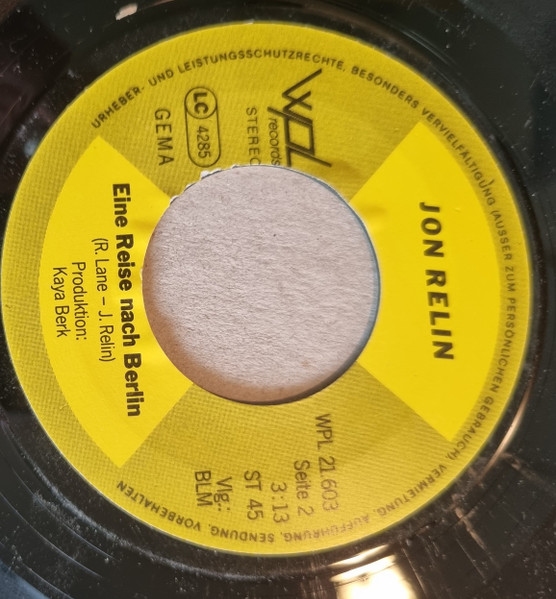 URHEBER- UND LEISTUNGSSCHUTZRECHTE, BESONDERS VERVIELFÄLTIGUNG (AUSSER ZUM PERSÖNLICHEN GEBRAUCH), VERMIETUNG, AUFFÜHRUNG, SENDUNG, VORBEHALTEN
JON RELIN
WPL
records
STEREO
LC 4285
GEMA
WPL 21.603
Seite 2
3:13
ST 45
Vlg.:
BLM
Eine Reise nach Berlin
(R. Lane – J. Relin)
Produktion:
Kaya Berk